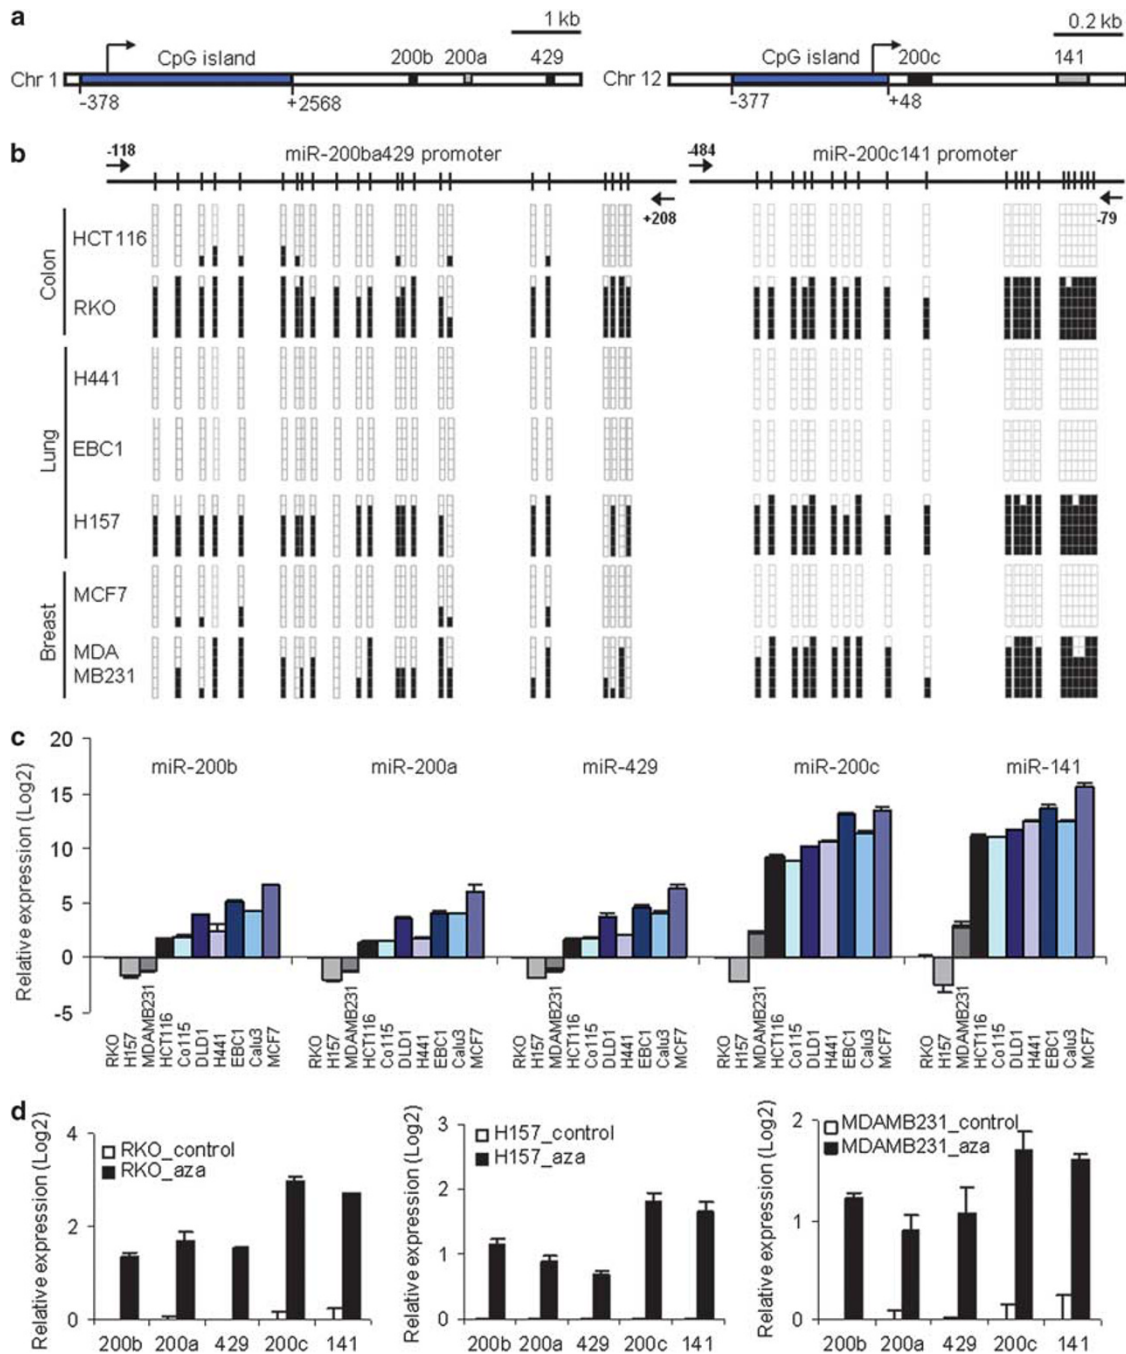 a
1 kb
0.2 kb
CpG island
200b
200a
429
CpG island
200c
141
Chr 1
Chr 12
-378
+2568
-377
+48
b
-118
miR-200ba429 promoter
-484
miR-200c141 promoter
+208
-79
Colon
HCT116
RKO
Lung
H441
EBC1
H157
Breast
MCF7
MDA
MB231
c
Relative expression (Log2)
20
15
10
5
0
-5
miR-200b
miR-200a
miR-429
miR-200c
miR-141
RKO
H157
MDAMB231
HCT116
Co115
DLD1
H441
EBC1
Calu3
MCF7
RKO
H157
MDAMB231
HCT116
Co115
DLD1
H441
EBC1
Calu3
MCF7
RKO
H157
MDAMB231
HCT116
Co115
DLD1
H441
EBC1
Calu3
MCF7
RKO
H157
MDAMB231
HCT116
Co115
DLD1
H441
EBC1
Calu3
MCF7
RKO
H157
MDAMB231
HCT116
Co115
DLD1
H441
EBC1
Calu3
MCF7
d
Relative expression (Log2)
4
2
0
RKO_control
RKO_aza
200b 200a 429 200c 141
Relative expression (Log2)
3
2
1
0
H157_control
H157_aza
200b 200a 429 200c 141
Relative expression (Log2)
2
1
0
MDAMB231_control
MDAMB231_aza
200b 200a 429 200c 141